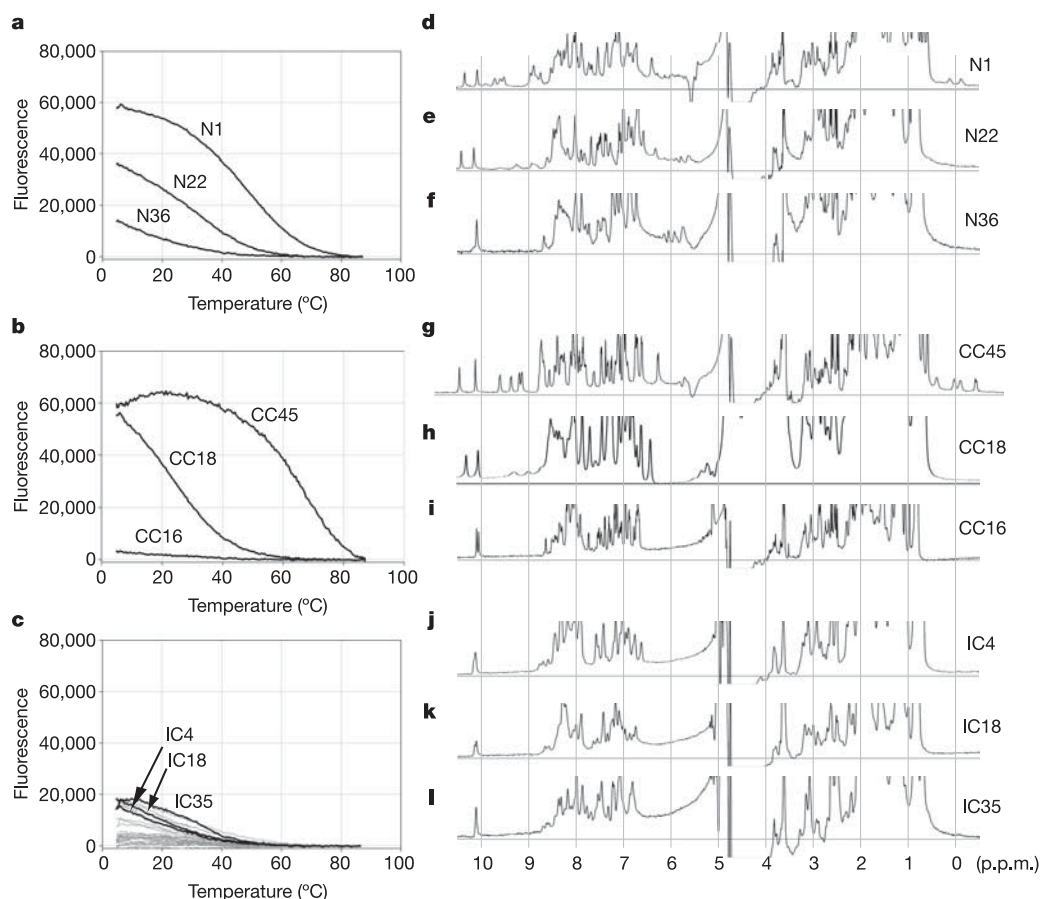 a
80,000
60,000
40,000
20,000
0
Fluorescence
N1
N22
N36
0 20 40 60 80 100
Temperature (ºC)
b
80,000
60,000
40,000
20,000
0
Fluorescence
CC45
CC18
CC16
0 20 40 60 80 100
Temperature (ºC)
c
80,000
60,000
40,000
20,000
0
Fluorescence
IC4
IC18
IC35
0 20 40 60 80 100
Temperature (ºC)
d
N1
e
N22
f
N36
g
CC45
h
CC18
i
CC16
j
IC4
k
IC18
l
IC35
10 9 8 7 6 5 4 3 2 1 0 (p.p.m.)